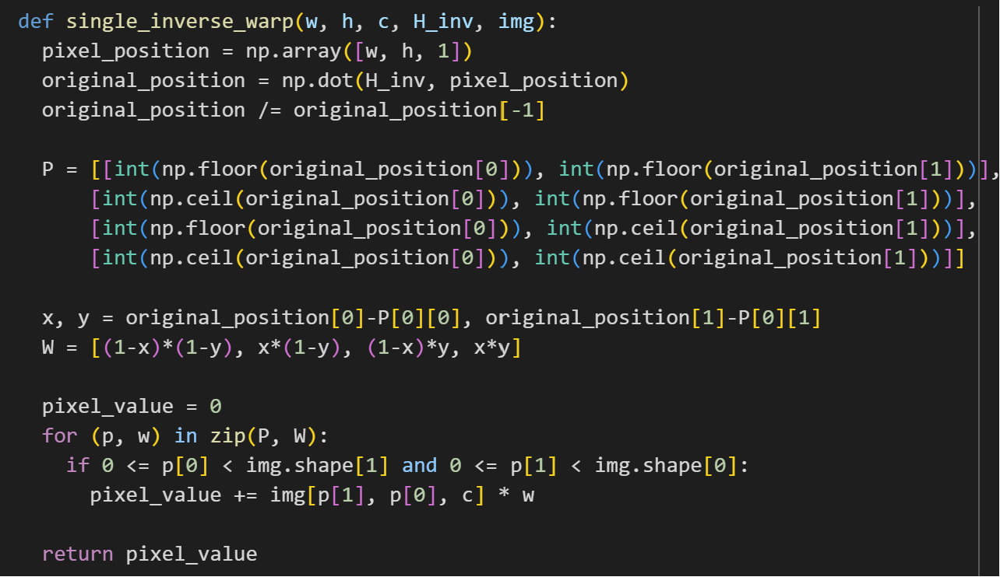 def single_inverse_warp(w, h, c, H_inv, img):
  pixel_position = np.array([w, h, 1])
  original_position = np.dot(H_inv, pixel_position)
  original_position /= original_position[-1]

  P = [[int(np.floor(original_position[0])), int(np.floor(original_position[1]))],
      [int(np.ceil(original_position[0])), int(np.floor(original_position[1]))],
      [int(np.floor(original_position[0])), int(np.ceil(original_position[1]))],
      [int(np.ceil(original_position[0])), int(np.ceil(original_position[1]))]]

  x, y = original_position[0]-P[0][0], original_position[1]-P[0][1]
  W = [(1-x)*(1-y), x*(1-y), (1-x)*y, x*y]

  pixel_value = 0
  for (p, w) in zip(P, W):
    if 0 <= p[0] < img.shape[1] and 0 <= p[1] < img.shape[0]:
      pixel_value += img[p[1], p[0], c] * w

  return pixel_value